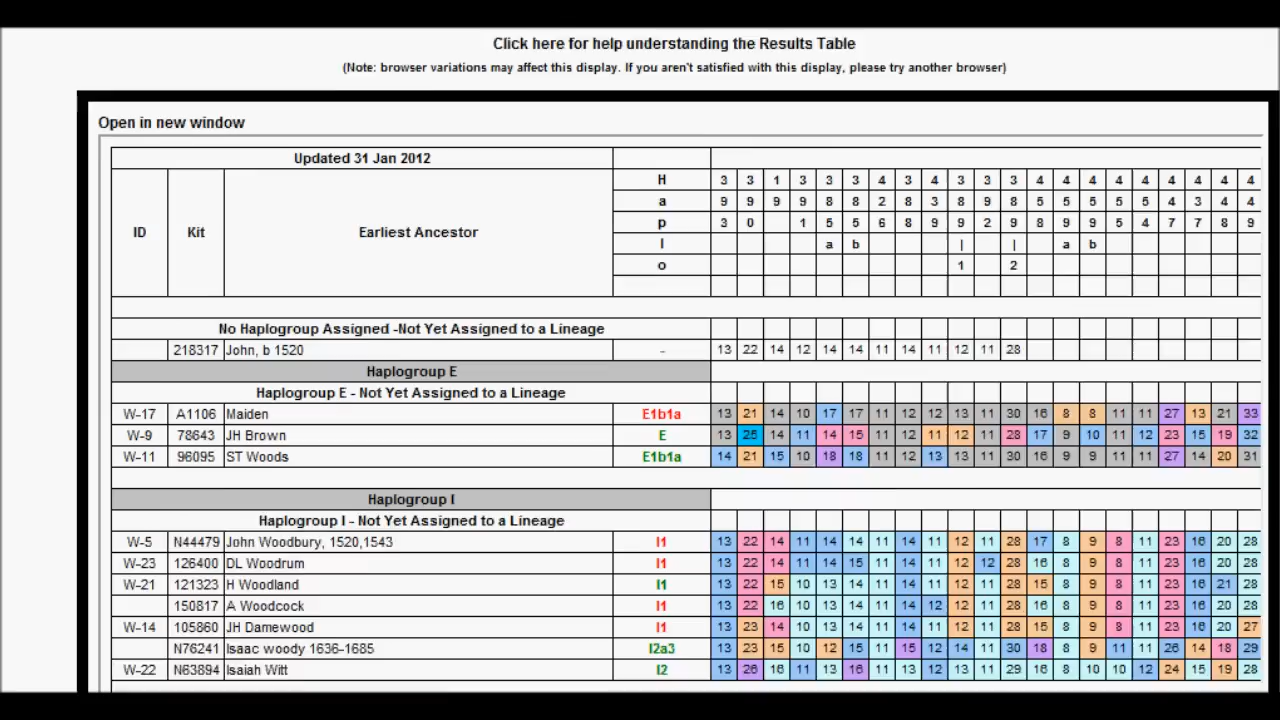 Click here for help understanding the Results Table
(Note: browser variations may affect this display. If you aren't satisfied with this display, please try another browser)
Open in new window
Updated 31 Jan 2012
H 3 3 1 3 3 3 4 3 4 3 3 3 4 4 4 4 4 4 4 4 4
a 9 9 9 9 8 8 2 8 3 8 9 8 5 5 5 5 5 4 3 4 4
ID Kit Earliest Ancestor p 3 0 1 5 5 6 8 9 9 2 9 8 9 9 5 4 7 7 8 9
l a b | | a b
o 1 2
No Haplogroup Assigned -Not Yet Assigned to a Lineage
218317 John, b 1520 - 13 22 14 12 14 14 11 14 11 12 11 28
Haplogroup E
Haplogroup E - Not Yet Assigned to a Lineage
W-17 A1106 Maiden E1b1a 13 21 14 10 17 17 11 12 12 13 11 30 16 8 8 11 11 27 13 21 33
W-9 78643 JH Brown E 13 25 14 11 14 15 11 12 11 12 11 28 17 9 10 11 12 23 15 19 32
W-11 96095 ST Woods E1b1a 14 21 15 10 18 18 11 12 13 13 11 30 16 9 9 11 11 27 14 20 31
Haplogroup I
Haplogroup I - Not Yet Assigned to a Lineage
W-5 N44479 John Woodbury, 1520,1543 I1 13 22 14 11 14 14 11 14 11 12 11 28 17 8 9 8 11 23 16 20 28
W-23 126400 DL Woodrum I1 13 22 14 11 14 15 11 14 11 12 12 28 16 8 9 8 11 23 16 20 28
W-21 121323 H Woodland I1 13 22 15 10 13 14 11 14 11 12 11 28 15 8 9 8 11 23 16 21 28
150817 A Woodcock I1 13 22 16 10 13 14 11 14 12 12 11 28 16 8 9 8 11 23 16 20 28
W-14 105860 JH Damewood I1 13 23 14 10 13 14 11 14 11 12 11 28 15 8 9 8 11 23 16 20 27
N76241 Isaac woody 1636-1685 I2a3 13 23 15 10 12 15 11 15 12 14 11 30 18 8 9 11 11 26 14 18 29
W-22 N63894 Isaiah Witt I2 13 26 16 11 13 16 11 13 12 13 11 29 16 8 10 10 12 24 15 19 28